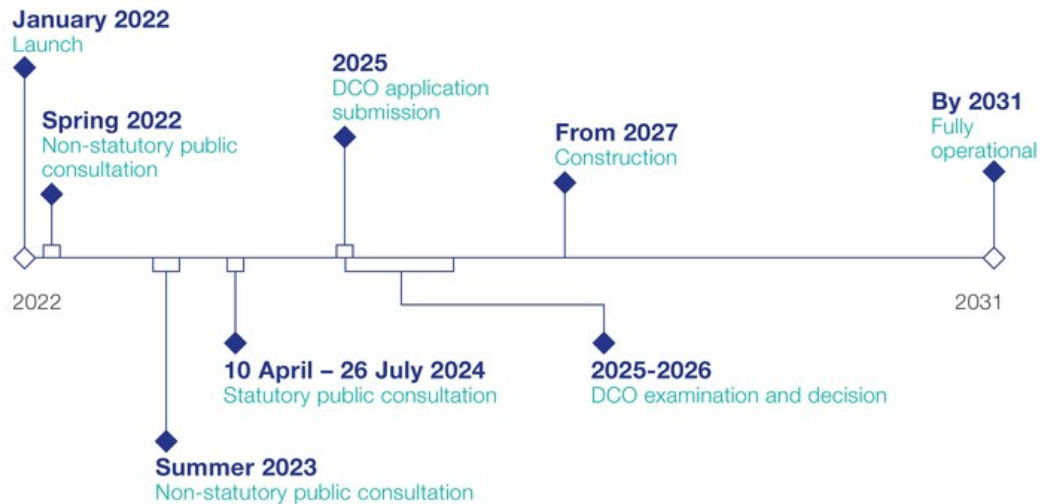 January 2022
Launch
Spring 2022
Non-statutory public
consultation
2025
DCO application
submission
From 2027
Construction
By 2031
Fully
operational
2022
2031
10 April – 26 July 2024
Statutory public consultation
2025-2026
DCO examination and decision
Summer 2023
Non-statutory public consultation